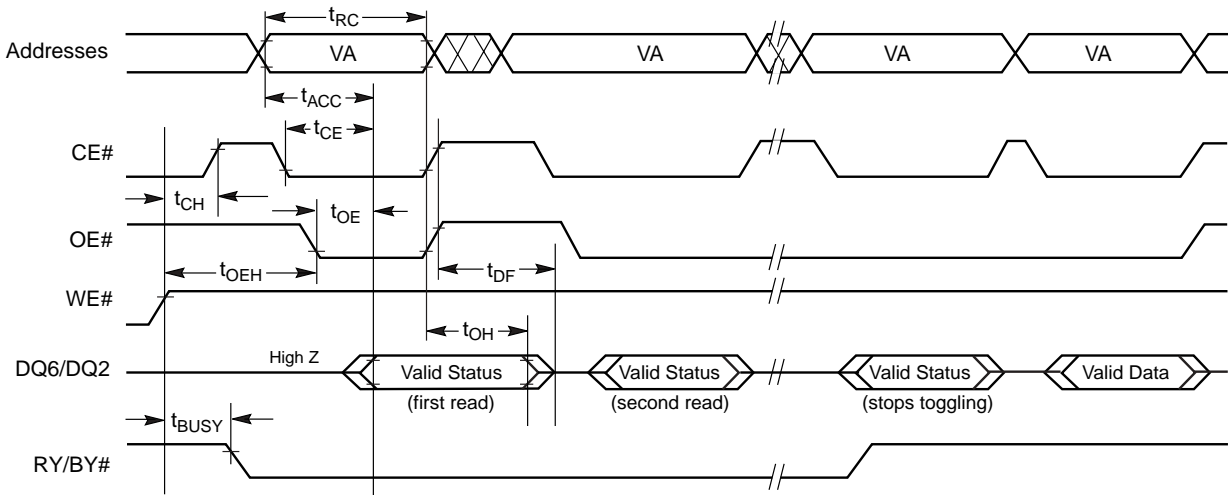 tRC
Addresses VA VA VA VA
tACC
tCE
CE#
tCH tOE
OE#
tOEH tDF
WE#
tOH
High Z
DQ6/DQ2 Valid Status Valid Status Valid Status Valid Data
(first read) (second read) (stops toggling)
tBUSY
RY/BY#